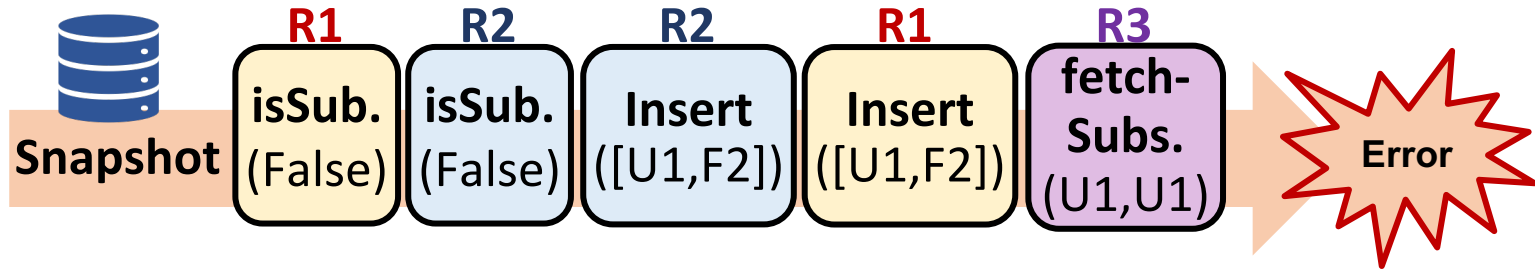 R1 R2 R2 R1 R3
Snapshot
isSub.
(False)
isSub.
(False)
Insert
([U1,F2])
Insert
([U1,F2])
fetch-
Subs.
(U1,U1)
Error